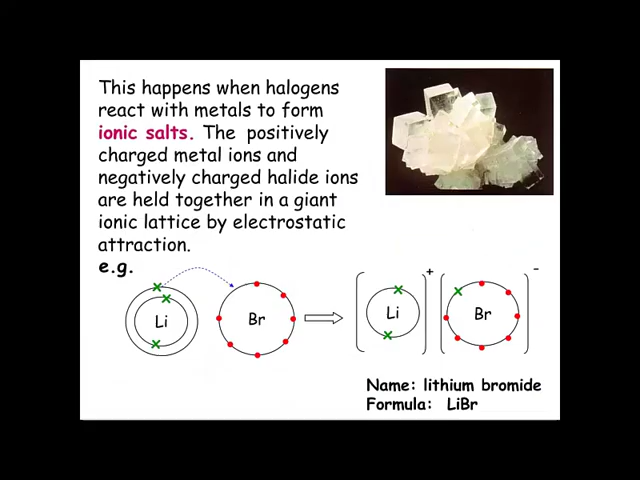 This happens when halogens
react with metals to form
ionic salts. The positively
charged metal ions and
negatively charged halide ions
are held together in a giant
ionic lattice by electrostatic
attraction.
e.g.
Li
Br
Li
+
Br
-
Name: lithium bromide
Formula: LiBr